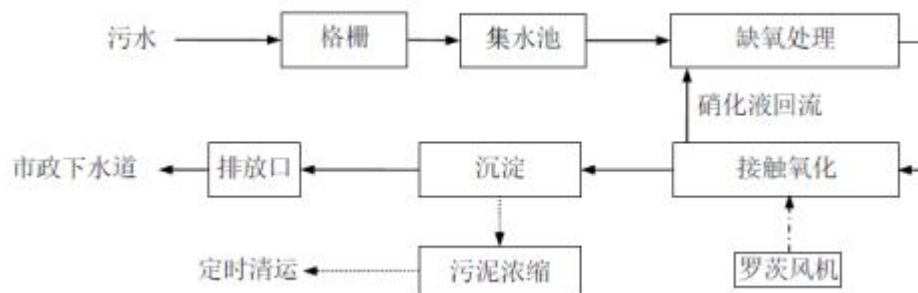 污水
格栅
集水池
缺氧处理
硝化液回流
市政下水道
排放口
沉淀
接触氧化
定时清运
污泥浓缩
罗茨风机